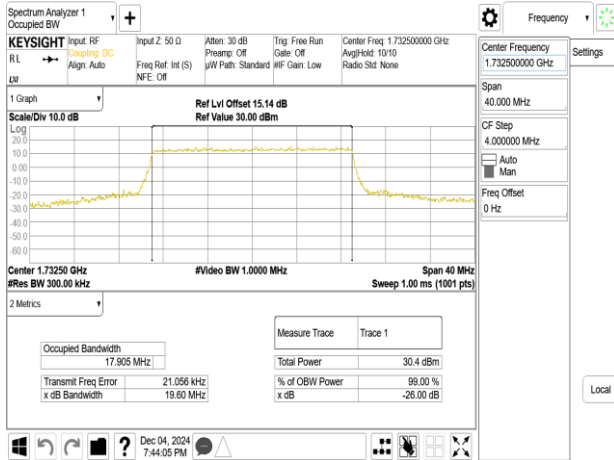 Spectrum Analyzer 1
Occupied BW
+
Frequency
KEYSIGHT
Input: RF
Input Z: 50 Ω
Atten: 30 dB
Trig: Free Run
Center Freq: 1.732500000 GHz
RL
Coupling: DC
Preamp: Off
Gate: Off
Avg|Hold: 10/10
Align: Auto
Freq Ref: Int (S)
µW Path: Standard
#IF Gain: Low
Radio Std: None
NFE: Off
LXI
Center Frequency
1.732500000 GHz
Settings
Span
40.000 MHz
CF Step
4.000000 MHz
Auto
Man
Freq Offset
0 Hz
Local
1 Graph
Ref Lvl Offset 15.14 dB
Scale/Div 10.0 dB
Ref Value 30.00 dBm
Log
20.0
10.0
0.00
-10.0
-20.0
-30.0
-40.0
-50.0
-60.0
Center 1.73250 GHz
#Video BW 1.0000 MHz
Span 40 MHz
#Res BW 300.00 kHz
Sweep 1.00 ms (1001 pts)
2 Metrics
Measure Trace
Trace 1
Occupied Bandwidth
17.905 MHz
Total Power
30.4 dBm
Transmit Freq Error
21.056 kHz
% of OBW Power
99.00 %
x dB Bandwidth
19.60 MHz
x dB
-26.00 dB
?
Dec 04, 2024
7:44:05 PM